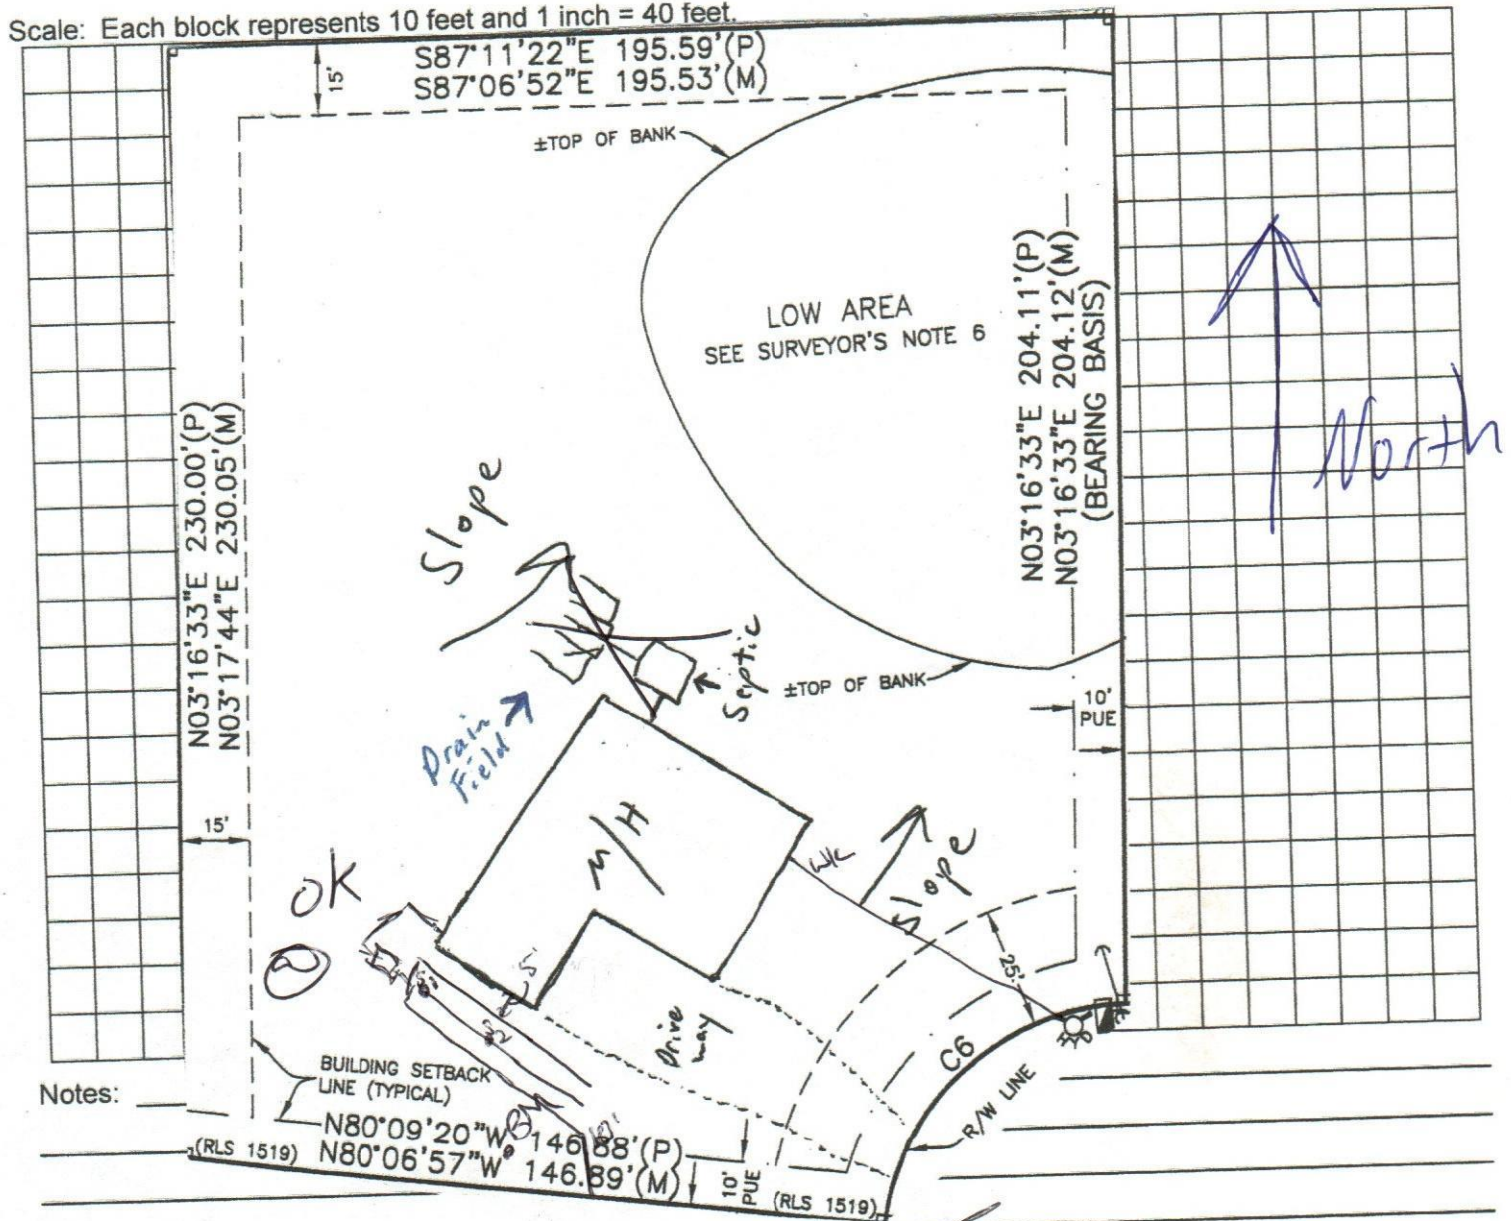 Scale: Each block represents 10 feet and 1 inch = 40 feet.
S87°11'22"E 195.59'(P)
S87°06'52"E 195.53'(M)
15'
±TOP OF BANK
LOW AREA
SEE SURVEYOR'S NOTE 6
N03°16'33"E 204.11'(P)
N03°16'33"E 204.12'(M)
(BEARING BASIS)
North
N03°16'33"E 230.00'(P)
N03°17'44"E 230.05'(M)
Slope
Septic
±TOP OF BANK
10'
PUE
Drain
Field
15'
M/H
W/L
Slope
OK
25'
Drive
way
C6
R/W LINE
BUILDING SETBACK
LINE (TYPICAL)
Notes:
BM
N80°09'20"W 146.88'(P)
N80°06'57"W 146.89'(M)
(RLS 1519)
10'
PUE
(RLS 1519)